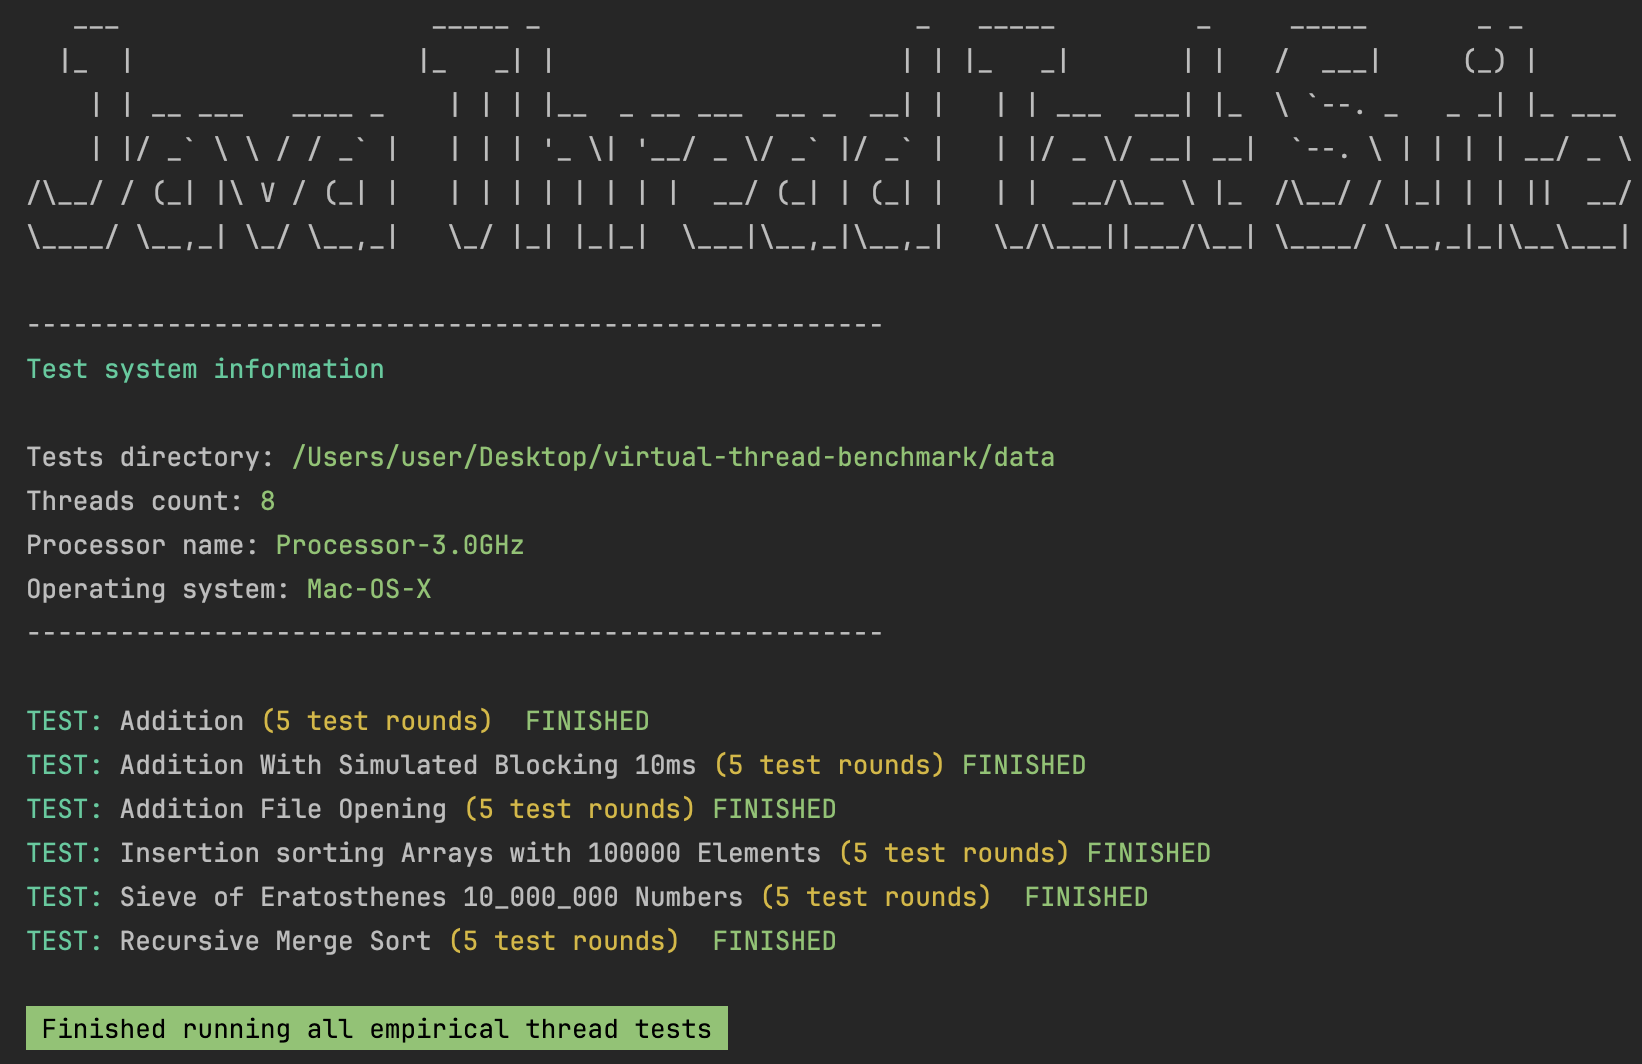 Java Thread Test Suite
-------------------------------------------------------
Test system information
Tests directory: /Users/user/Desktop/virtual-thread-benchmark/data
Threads count: 8
Processor name: Processor-3.0GHz
Operating system: Mac-OS-X
-------------------------------------------------------
TEST: Addition (5 test rounds)  FINISHED
TEST: Addition With Simulated Blocking 10ms (5 test rounds) FINISHED
TEST: Addition File Opening (5 test rounds) FINISHED
TEST: Insertion sorting Arrays with 100000 Elements (5 test rounds) FINISHED
TEST: Sieve of Eratosthenes 10_000_000 Numbers (5 test rounds)  FINISHED
TEST: Recursive Merge Sort (5 test rounds)  FINISHED
Finished running all empirical thread tests